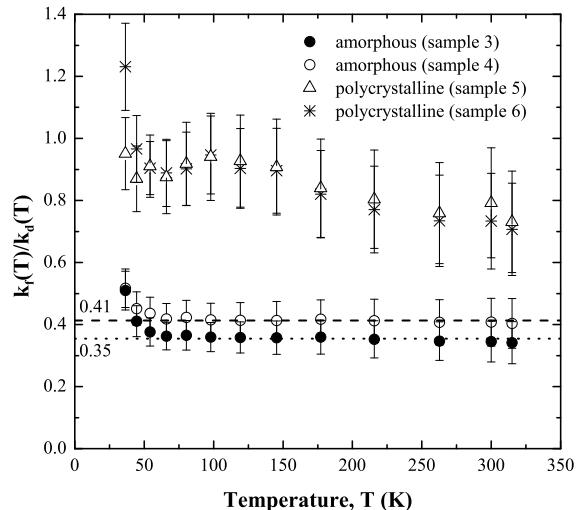 1.4
1.2
1.0
0.8
0.6
0.4
0.2
0.0
k_f(T)/k_d(T)
amorphous (sample 3)
amorphous (sample 4)
polycrystalline (sample 5)
polycrystalline (sample 6)
0.41
0.35
0 50 100 150 200 250 300 350
Temperature, T (K)